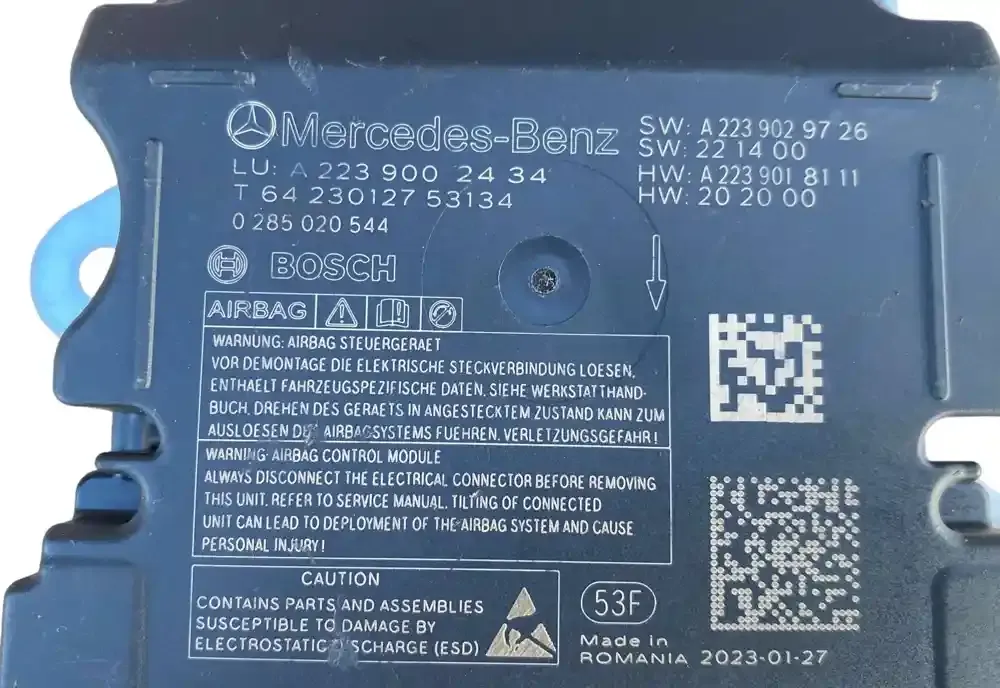 Mercedes-Benz
LU: A 223 900 24 34
T 64 230127 53134
0 285 020 544
SW: A 223 902 97 26
SW: 22 14 00
HW: A 223 901 81 11
HW: 20 20 00
BOSCH
AIRBAG
WARNUNG: AIRBAG STEUERGERAET
VOR DEMONTAGE DIE ELEKTRISCHE STECKVERBINDUNG LOESEN,
ENTHAELT FAHRZEUGSPEZIFISCHE DATEN. SIEHE WERKSTATTHAND-
BUCH. DREHEN DES GERAETS IN ANGESTECKTEM ZUSTAND KANN ZUM
AUSLOESEN DES AIRBAGSYSTEMS FUEHREN. VERLETZUNGSGEFAHR!
WARNING: AIRBAG CONTROL MODULE
ALWAYS DISCONNECT THE ELECTRICAL CONNECTOR BEFORE REMOVING
THIS UNIT. REFER TO SERVICE MANUAL. TILTING OF CONNECTED
UNIT CAN LEAD TO DEPLOYMENT OF THE AIRBAG SYSTEM AND CAUSE
PERSONAL INJURY!
CAUTION
CONTAINS PARTS AND ASSEMBLIES
SUSCEPTIBLE TO DAMAGE BY
ELECTROSTATIC DISCHARGE (ESD)
53F
Made in
ROMANIA 2023-01-27